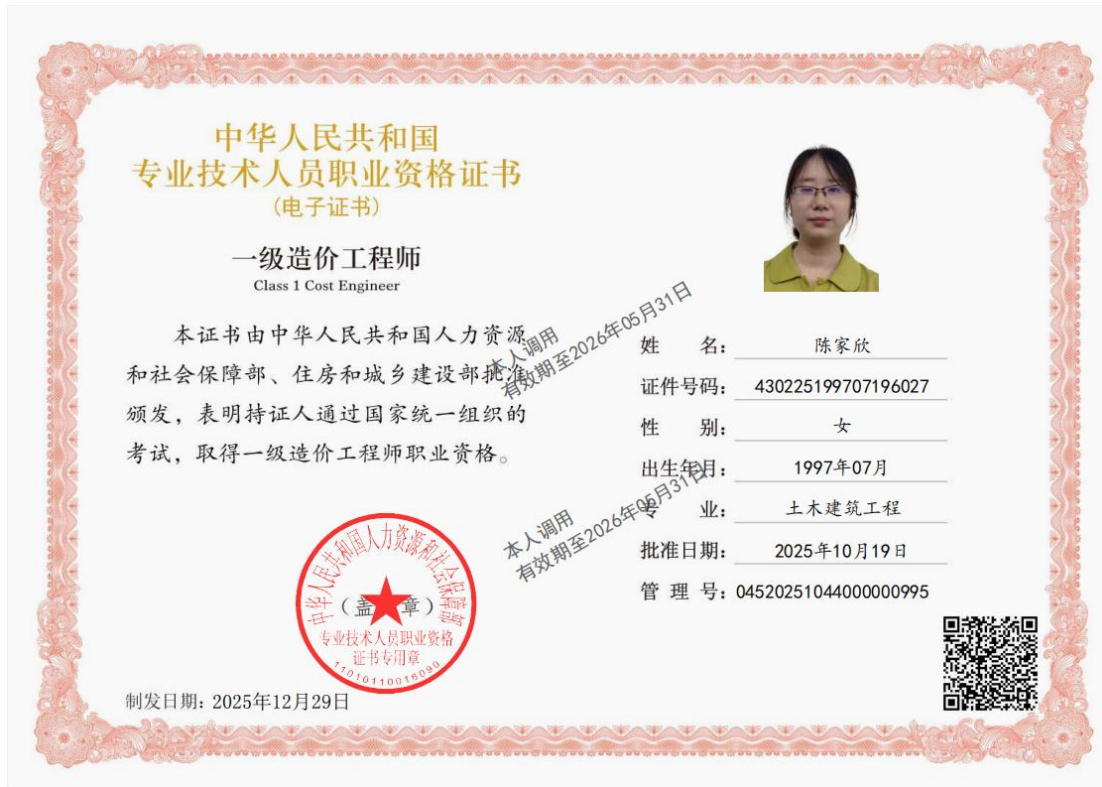 中华人民共和国
专业技术人员职业资格证书
(电子证书)
一级造价工程师
Class 1 Cost Engineer
本证书由中华人民共和国人力资源
和社会保障部、住房和城乡建设部批准
颁发，表明持证人通过国家统一组织的
考试，取得一级造价工程师职业资格。
本人调用
有效期至2026年05月31日
姓 名： 陈家欣
证件号码： 430225199707196027
性 别： 女
出生年月： 1997年07月
专 业： 土木建筑工程
批准日期： 2025年10月19日
管 理 号：04520251044000000995
本人调用
有效期至2026年05月31日
中华人民共和国人力资源和社会保障部
（盖章）
专业技术人员职业资格
证书专用章
11010110016090
制发日期：2025年12月29日